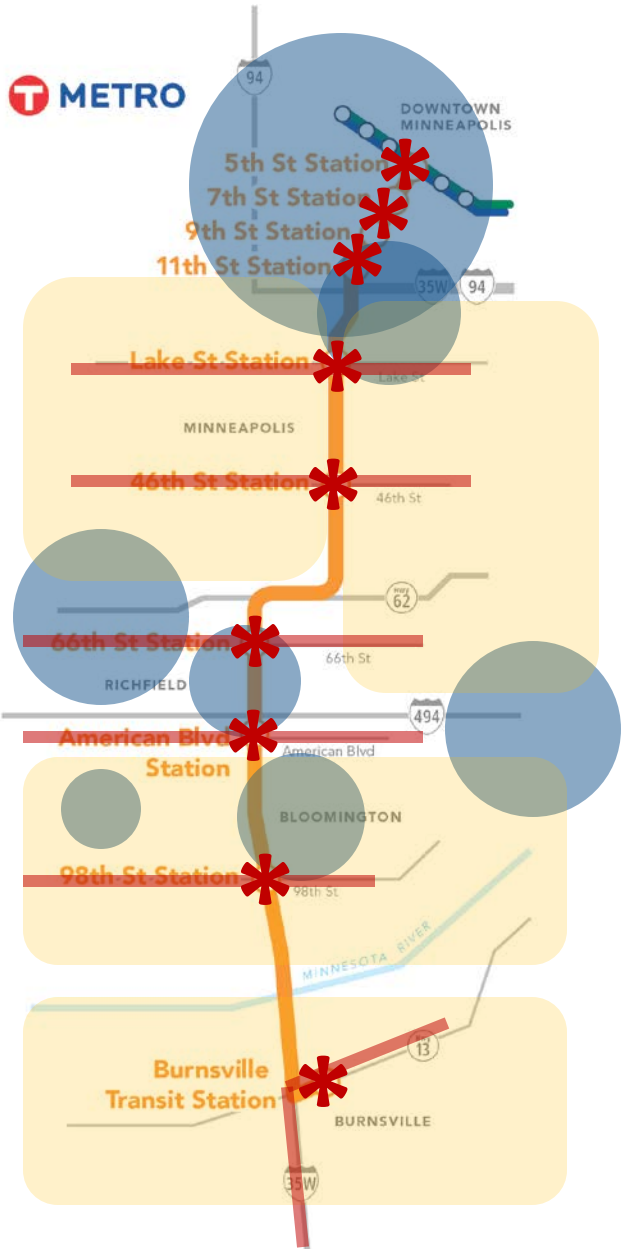 94
METRO
DOWNTOWN
MINNEAPOLIS
5th St Station
7th St Station
9th St Station
11th St Station
35W
94
Lake St Station
Lake St
MINNEAPOLIS
46th St Station
46th St
HWY
62
66th St Station
66th St
RICHFIELD
494
American Blvd
Station
American Blvd
BLOOMINGTON
98th St Station
98th St
MINNESOTA RIVER
13
Burnsville
Transit Station
BURNSVILLE
35W